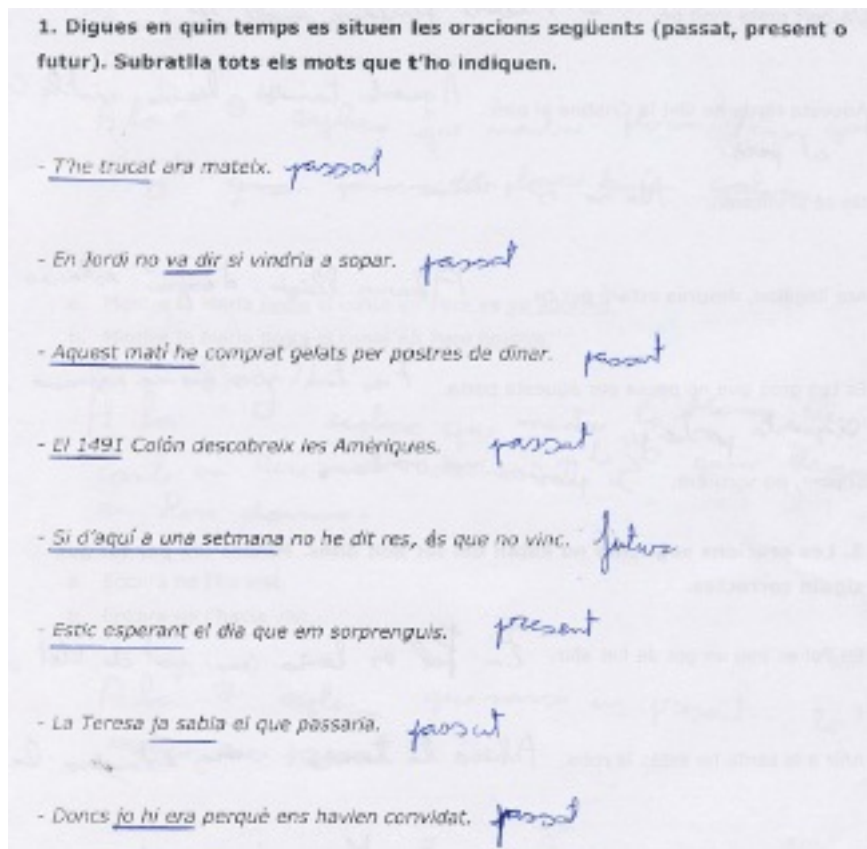 1. Digues en quin temps es situen les oracions següents (passat, present o
futur). Subratlla tots els mots que t'ho indiquen.
- T'he trucat ara mateix. passat
- En Jordi no va dir si vindria a sopar. passat
- Aquest matí he comprat gelats per postres de dinar. passat
- El 1491 Colón descobreix les Amèriques. passat
- Si d'aquí a una setmana no he dit res, és que no vinc. futur
- Estic esperant el dia que em sorprenguis. present
- La Teresa ja sabia el que passaria. passat
- Doncs jo hi era perquè ens havien convidat. passat